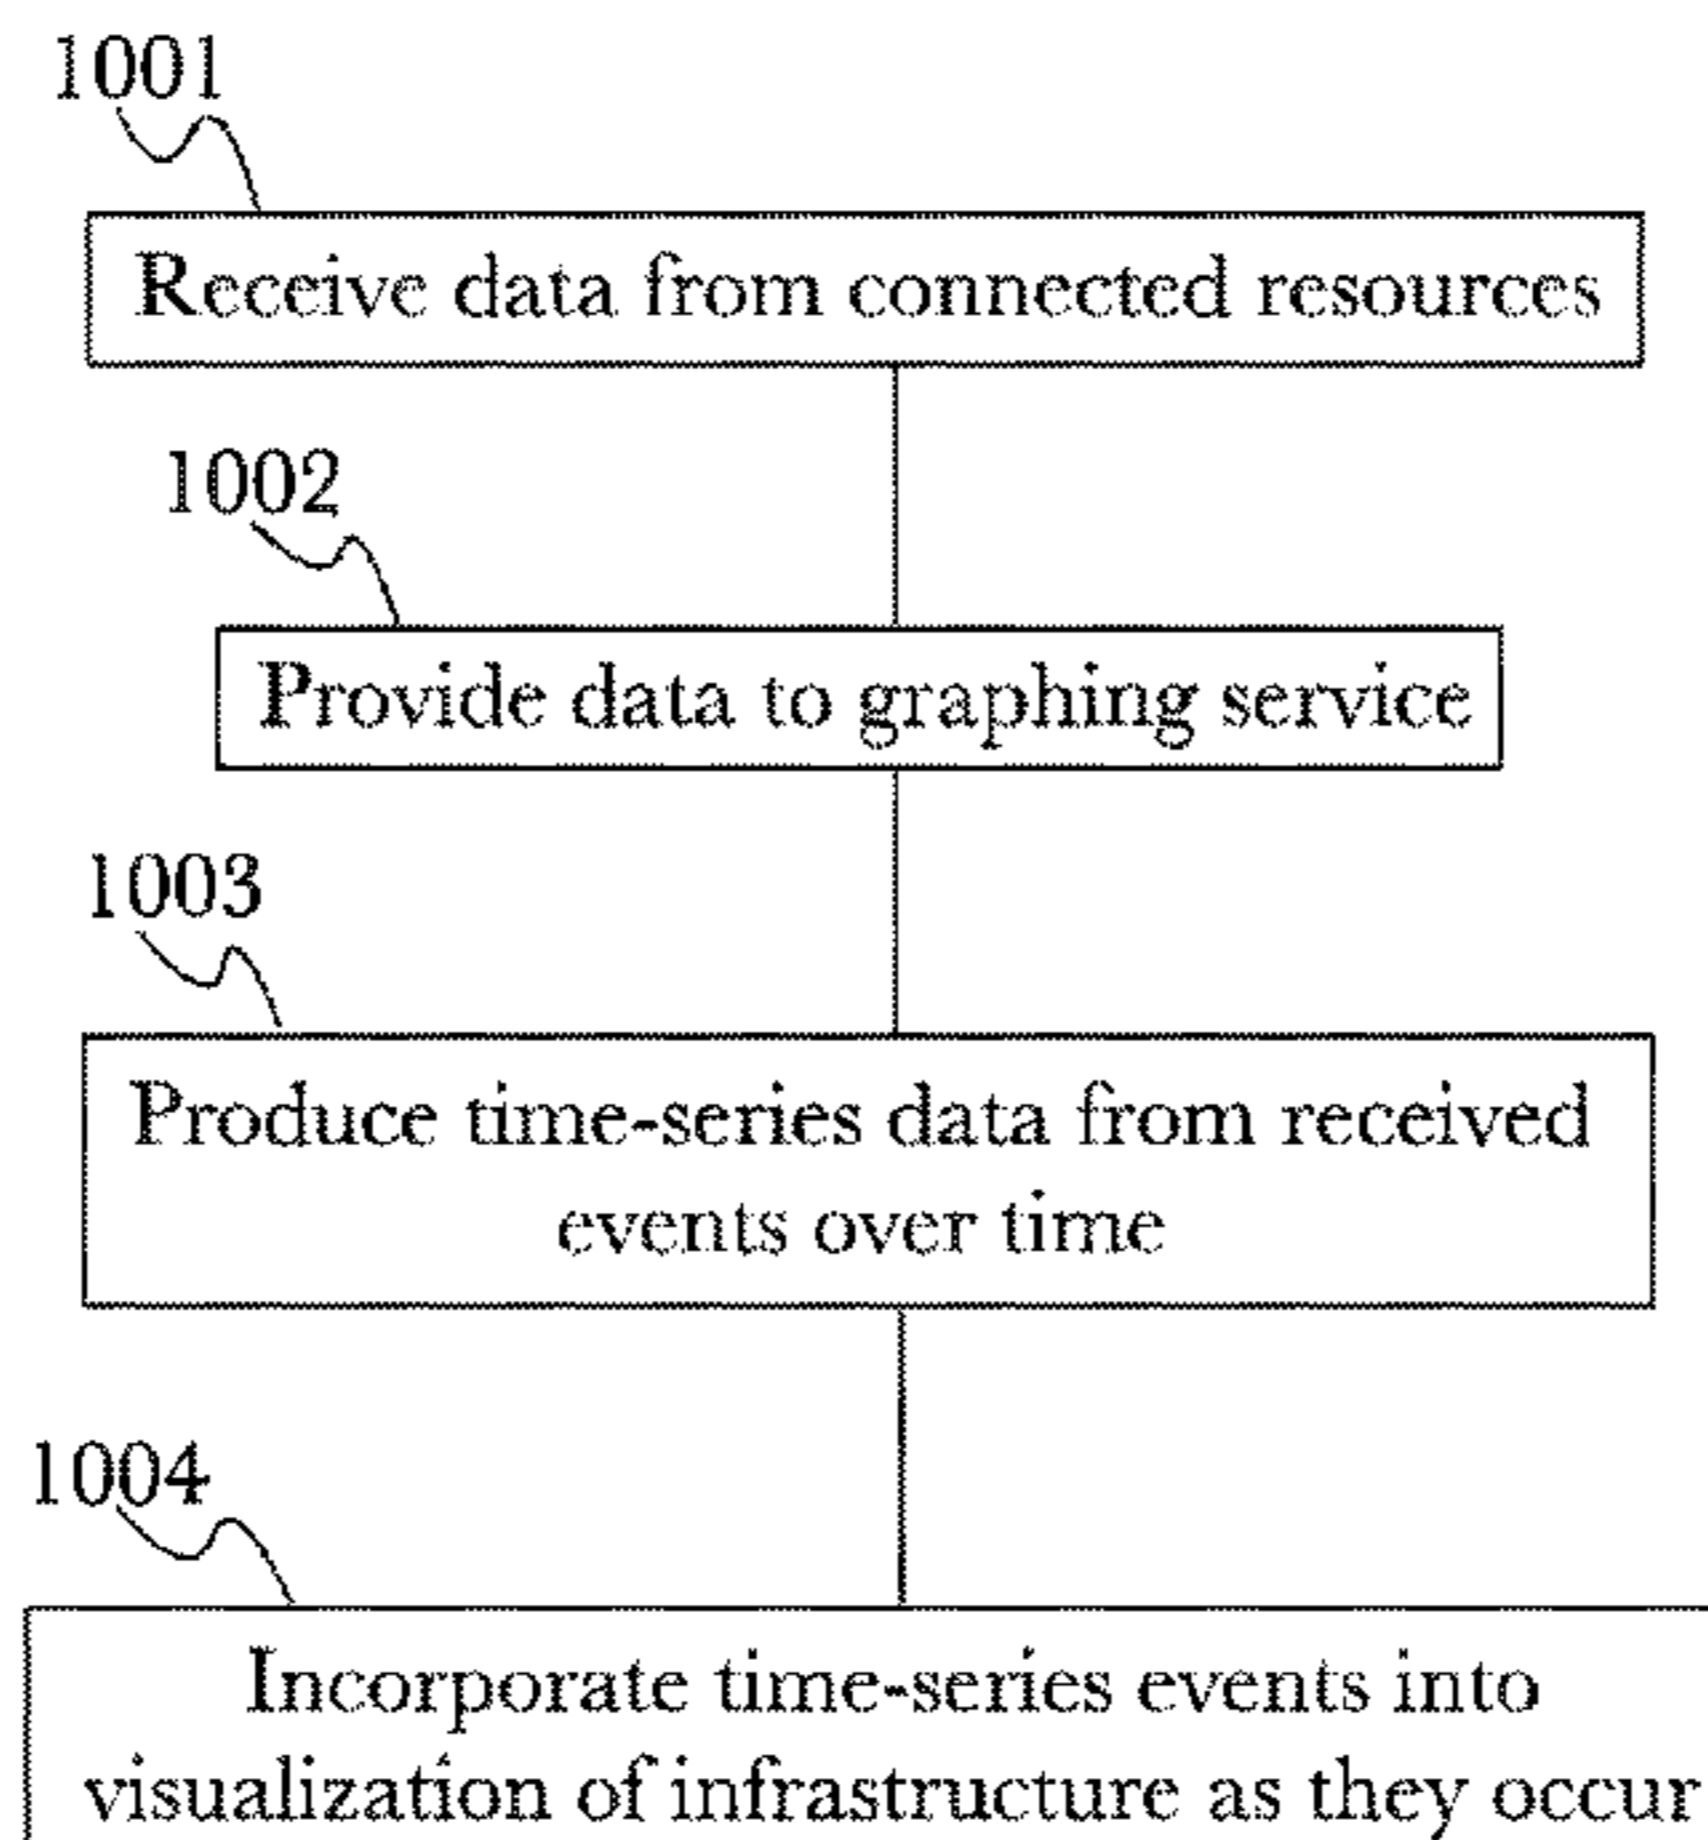 1001
Receive data from connected resources
1002
Provide data to graphing service
1003
Produce time-series data from received
events over time
1004
Incorporate time-series events into
visualization of infrastructure as they occur